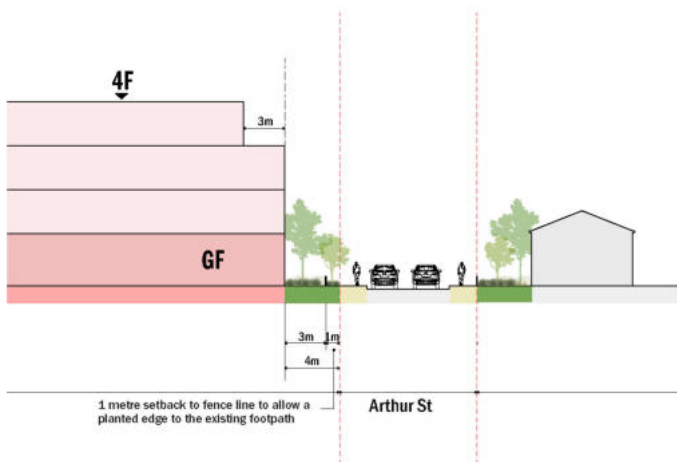 4F
3m
GF
3m
1m
4m
1 metre setback to fence line to allow a
planted edge to the existing footpath
Arthur St